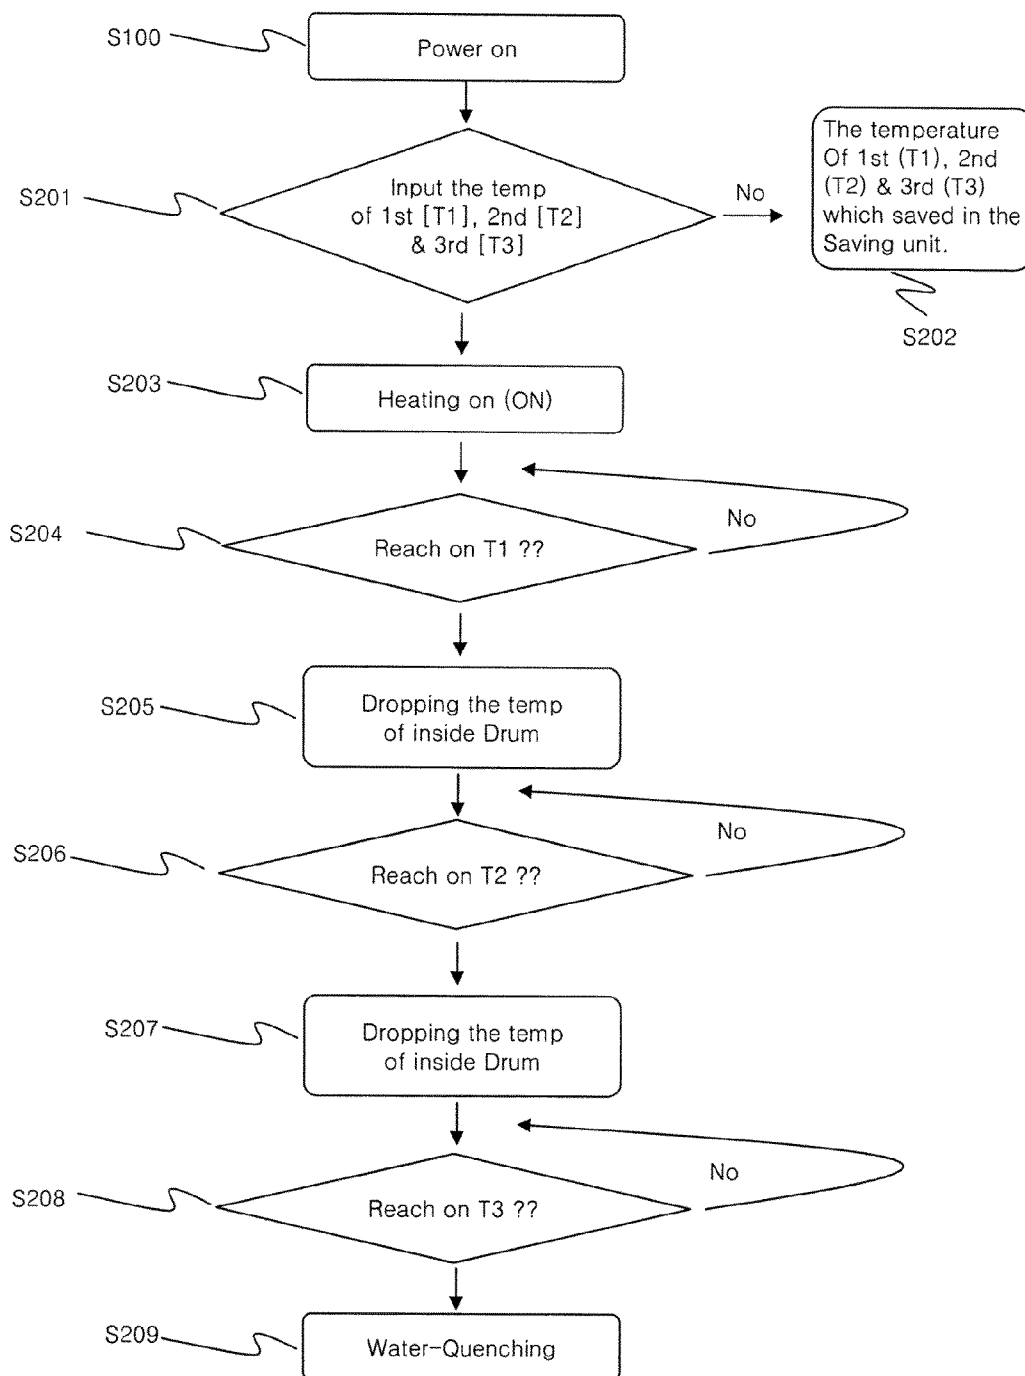 S100
Power on
S201
Input the temp
of 1st [T1], 2nd [T2]
& 3rd [T3]
No
The temperature
Of 1st (T1), 2nd
(T2) & 3rd (T3)
which saved in the
Saving unit.
S202
S203
Heating on (ON)
S204
Reach on T1 ??
No
S205
Dropping the temp
of inside Drum
S206
Reach on T2 ??
No
S207
Dropping the temp
of inside Drum
S208
Reach on T3 ??
No
S209
Water-Quenching